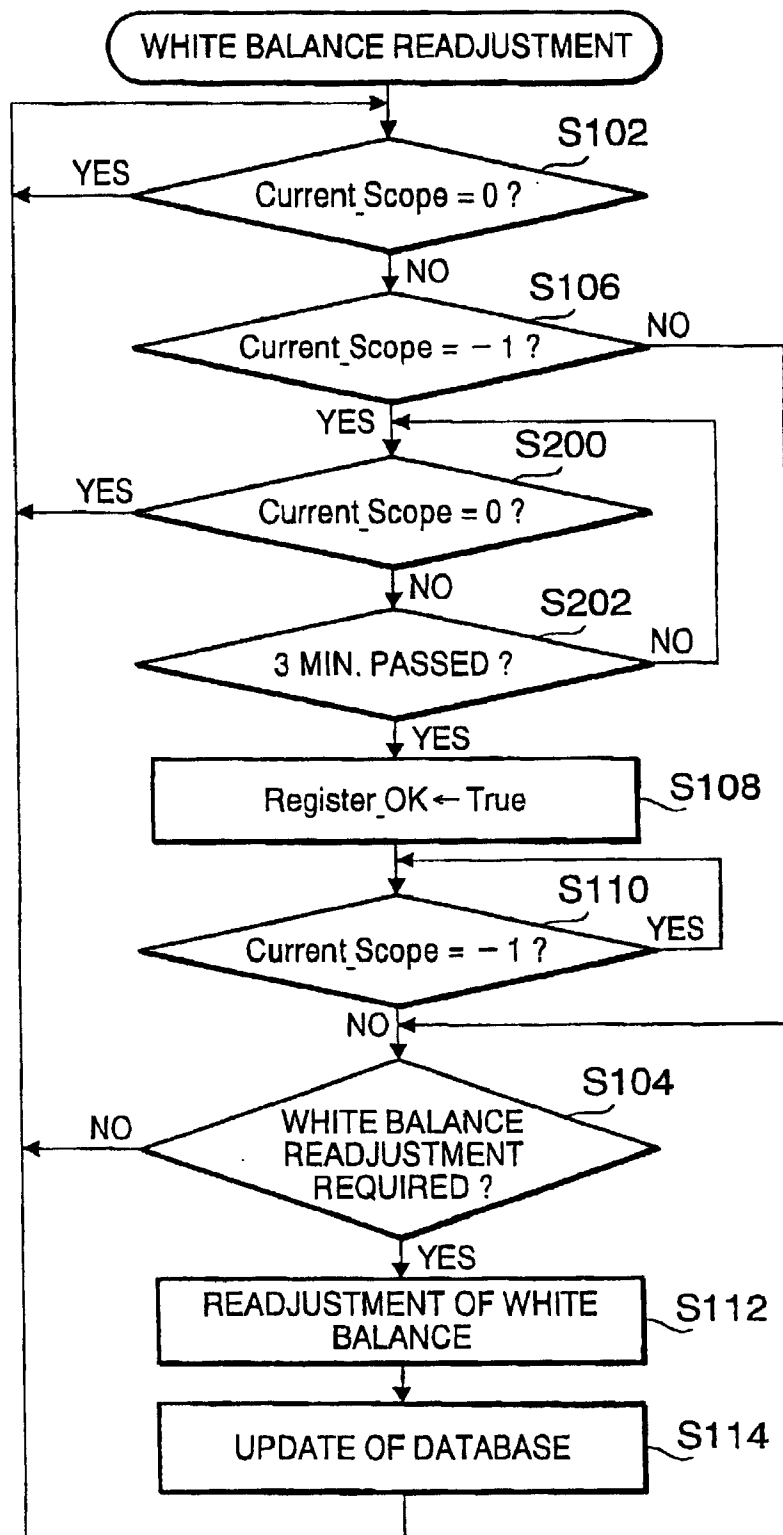 WHITE BALANCE READJUSTMENT
S102
YES
Current_Scope = 0 ?
NO
S106
NO
Current_Scope = − 1 ?
YES
S200
YES
Current_Scope = 0 ?
NO
S202
NO
3 MIN. PASSED ?
YES
Register_OK ← True
S108
S110
YES
Current_Scope = − 1 ?
NO
S104
NO
WHITE BALANCE
READJUSTMENT
REQUIRED ?
YES
READJUSTMENT OF WHITE
BALANCE
S112
UPDATE OF DATABASE
S114